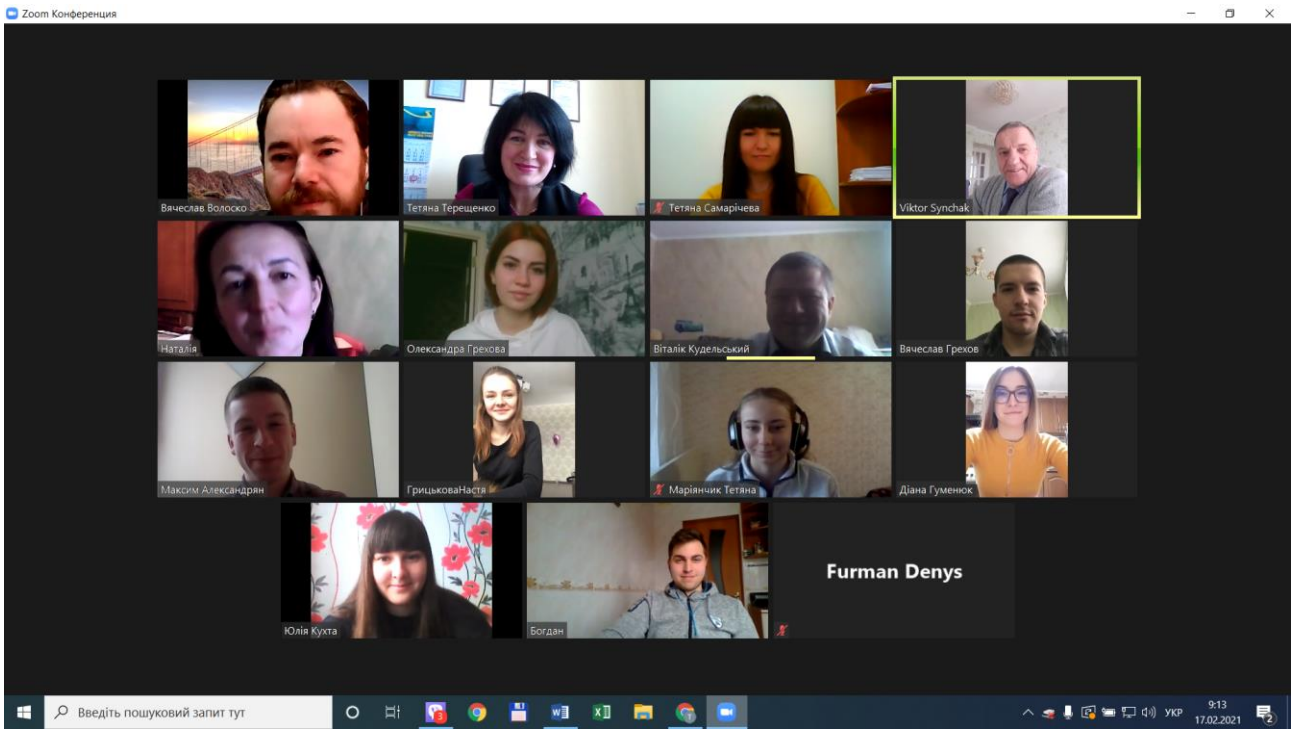 Zoom Конференция
Вячеслав Волоско
Тетяна Терещенко
Тетяна Самарічева
Viktor Synchak
Наталія
Олександра Грехова
Віталік Кудельський
Вячеслав Грехов
Максим Александрян
ГрицьковаНастя
Маріянчик Тетяна
Діана Гуменюк
Юлія Кухта
Богдан
Furman Denys
Введіть пошуковий запит тут
3
УКР
9:13
17.02.2021
2